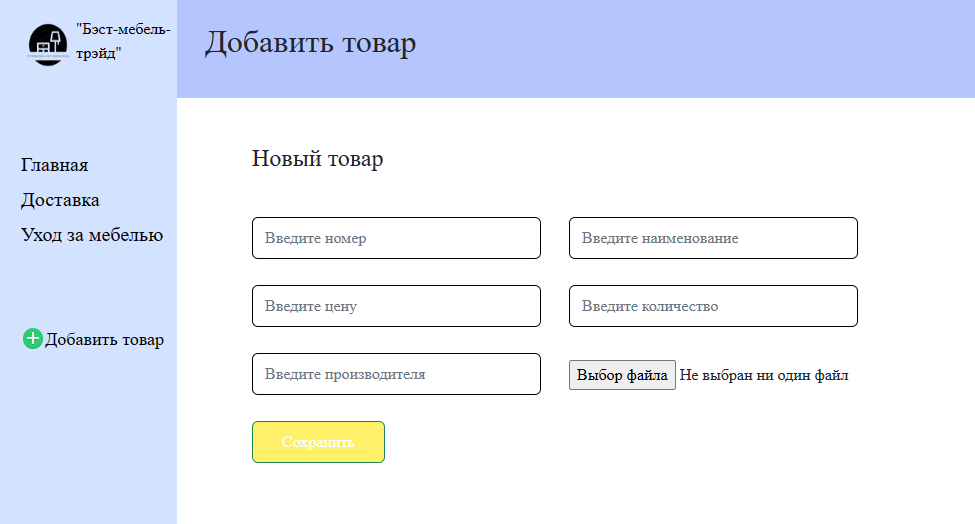 "Бэст-мебель-
трэйд"
Добавить товар
Главная
Доставка
Уход за мебелью
Добавить товар
Новый товар
Введите номер
Введите наименование
Введите цену
Введите количество
Введите производителя
Выбор файла Не выбран ни один файл
Сохранить